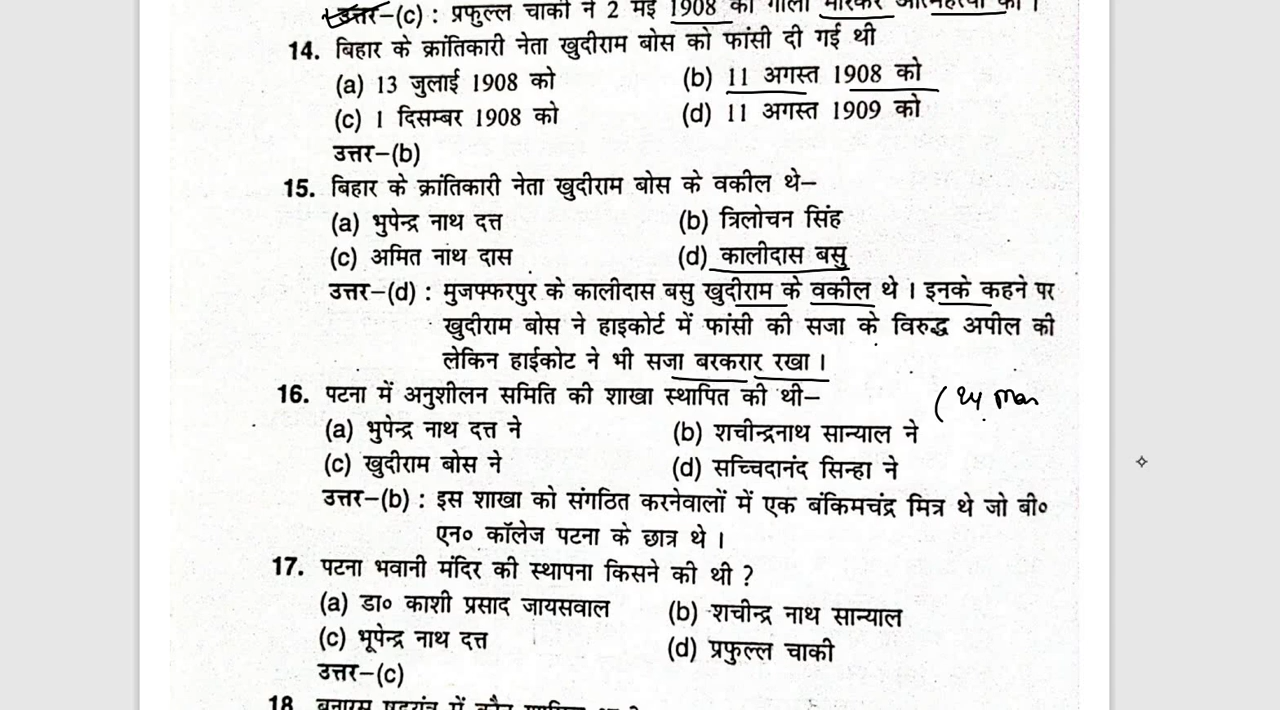 उत्तर–(c) : प्रफुल्ल चाकी ने 2 मई 1908 को गोली मारकर आत्महत्या की ।
14. बिहार के क्रांतिकारी नेता खुदीराम बोस को फांसी दी गई थी
(a) 13 जुलाई 1908 को (b) 11 अगस्त 1908 को
(c) 1 दिसम्बर 1908 को (d) 11 अगस्त 1909 को
उत्तर–(b)
15. बिहार के क्रांतिकारी नेता खुदीराम बोस के वकील थे–
(a) भुपेन्द्र नाथ दत्त (b) त्रिलोचन सिंह
(c) अमित नाथ दास (d) कालीदास बसु
उत्तर–(d) : मुजफ्फरपुर के कालीदास बसु खुदीराम के वकील थे । इनके कहने पर
खुदीराम बोस ने हाइकोर्ट में फांसी की सजा के विरुद्ध अपील की
लेकिन हाईकोट ने भी सजा बरकरार रखा ।
16. पटना में अनुशीलन समिति की शाखा स्थापित की थी–
(a) भुपेन्द्र नाथ दत्त ने (b) शचीन्द्रनाथ सान्याल ने
(c) खुदीराम बोस ने (d) सच्चिदानंद सिन्हा ने
उत्तर–(b) : इस शाखा को संगठित करनेवालों में एक बंकिमचंद्र मित्र थे जो बी०
एन० कॉलेज पटना के छात्र थे ।
17. पटना भवानी मंदिर की स्थापना किसने की थी ?
(a) डा० काशी प्रसाद जायसवाल (b) शचीन्द्र नाथ सान्याल
(c) भूपेन्द्र नाथ दत्त (d) प्रफुल्ल चाकी
उत्तर–(c)
18.